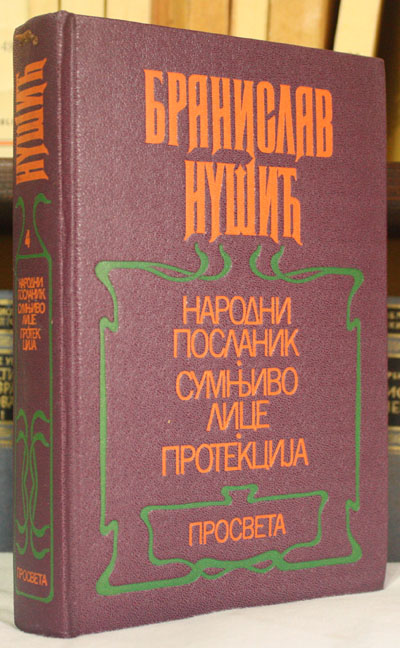 БРАНИСЛАВ
НУШИЋ
НАРОДНИ
ПОСЛАНИК
·
СУМЊИВО
ЛИЦЕ
·
ПРОТЕКЦИЈА
ПРОСВЕТА
НУШИЋ
4
НАРОДНИ
ПОСЛАНИК
СУМЊИВО
ЛИЦЕ
ПРОТЕК
ЦИЈА
ПРОСВЕТА